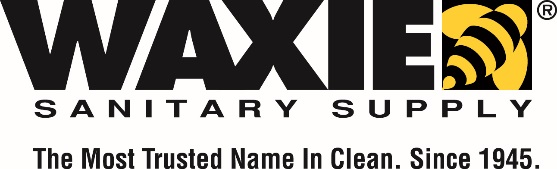 WAXIE®
SANITARY SUPPLY
The Most Trusted Name In Clean. Since 1945.